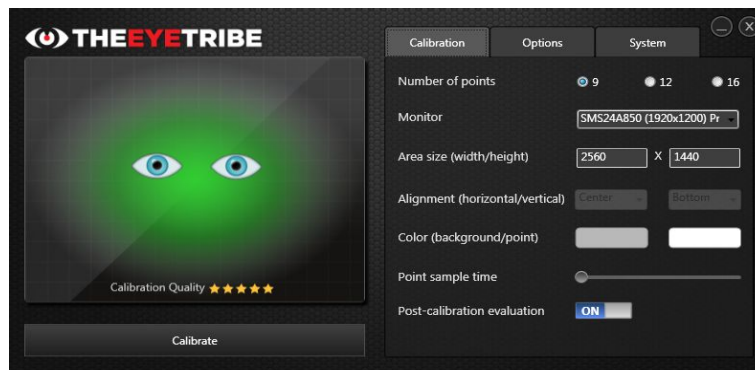 THEEYETRIBE
Calibration Quality
Calibrate
Calibration Options System
Number of points 9 12 16
Monitor SMS24A850 (1920x1200) Pr
Area size (width/height) 2560 X 1440
Alignment (horizontal/vertical) Center Bottom
Color (background/point)
Point sample time
Post-calibration evaluation ON